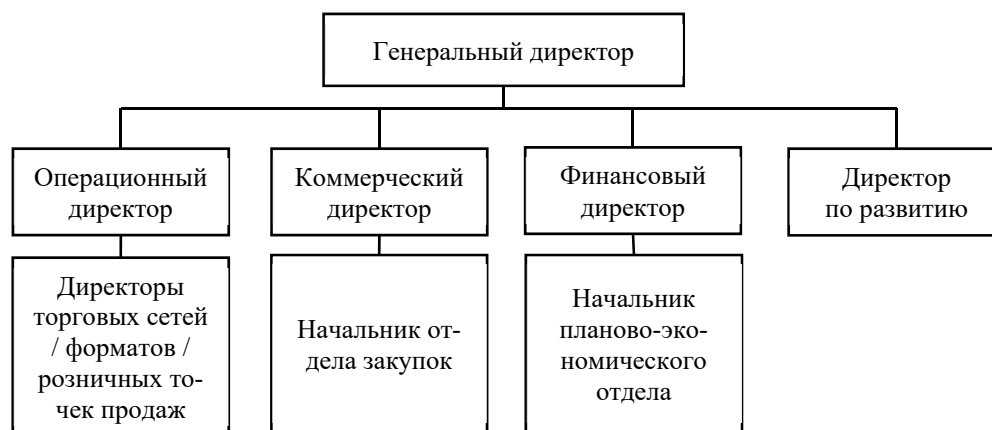 Генеральный директор
Операционный
директор
Коммерческий
директор
Финансовый
директор
Директор
по развитию
Директоры
торговых сетей
/ форматов /
розничных то-
чек продаж
Начальник от-
дела закупок
Начальник
планово-эко-
номического
отдела